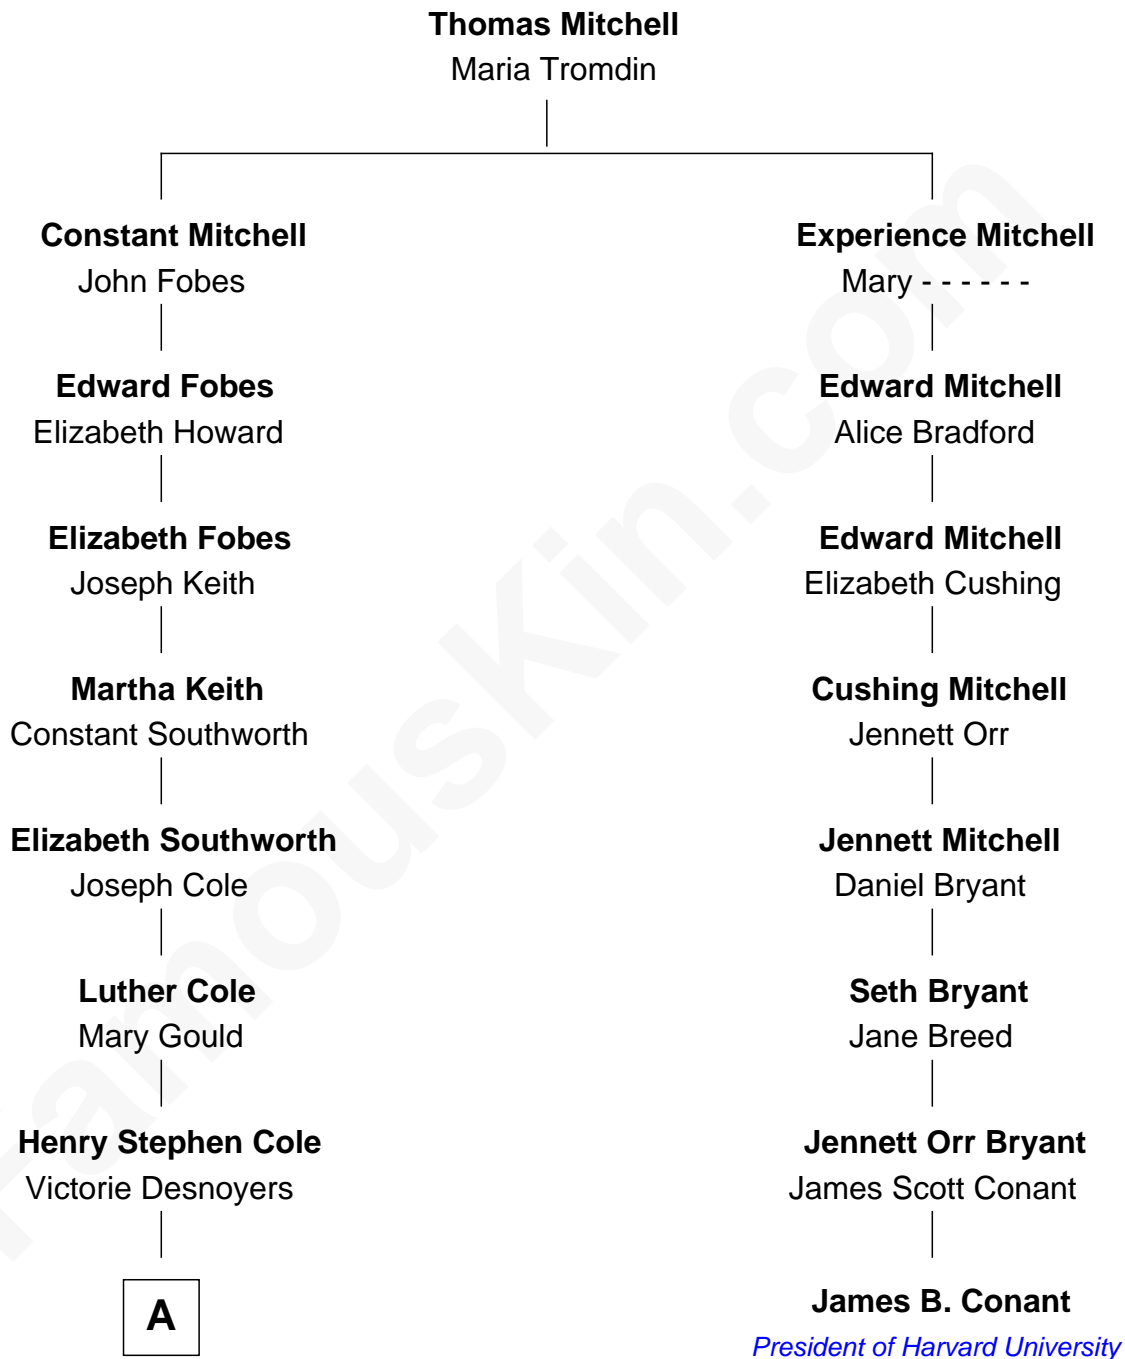 Thomas Mitchell
Maria Tromdin
Constant Mitchell
John Fobes
Edward Fobes
Elizabeth Howard
Elizabeth Fobes
Joseph Keith
Martha Keith
Constant Southworth
Elizabeth Southworth
Joseph Cole
Luther Cole
Mary Gould
Henry Stephen Cole
Victorie Desnoyers
A
Experience Mitchell
Mary - - - - - -
Edward Mitchell
Alice Bradford
Edward Mitchell
Elizabeth Cushing
Cushing Mitchell
Jennett Orr
Jennett Mitchell
Daniel Bryant
Seth Bryant
Jane Breed
Jennett Orr Bryant
James Scott Conant
James B. Conant
President of Harvard University
FamousKin.com